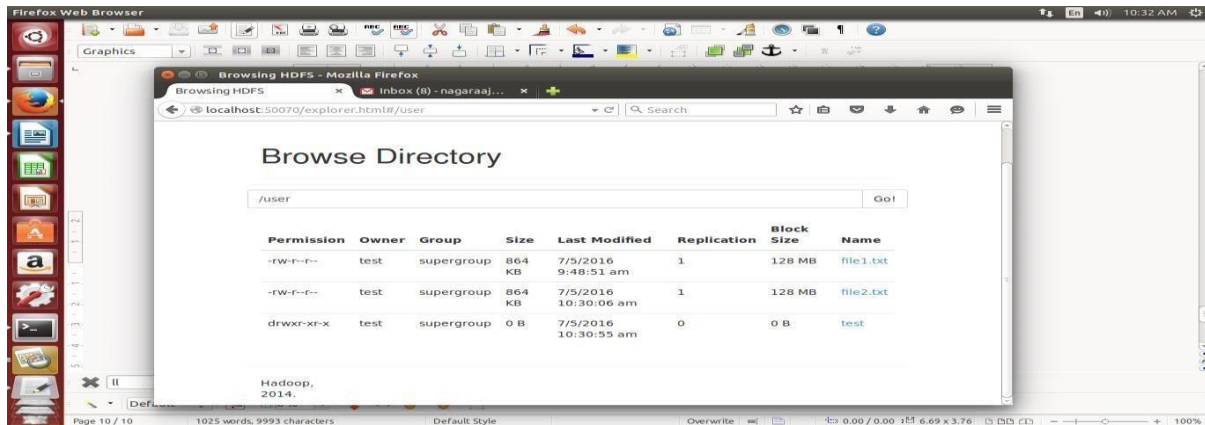 Firefox Web Browser
En
10:32 AM
Graphics
Browsing HDFS - Mozilla Firefox
Browsing HDFS
Inbox (8) - nagaraaj...
localhost:50070/explorer.html#/user
Search
Browse Directory
/user
Go!
Permission Owner Group Size Last Modified Replication Block Size Name
-rw-r--r-- test supergroup 864 KB 7/5/2016 9:48:51 am 1 128 MB file1.txt
-rw-r--r-- test supergroup 864 KB 7/5/2016 10:30:06 am 1 128 MB file2.txt
drwxr-xr-x test supergroup 0 B 7/5/2016 10:30:55 am 0 0 B test
Hadoop,
2014.
Page 10 / 10 1025 words, 9993 characters Default Style Overwrite 0.00 / 0.00 6.69 x 3.76 100%